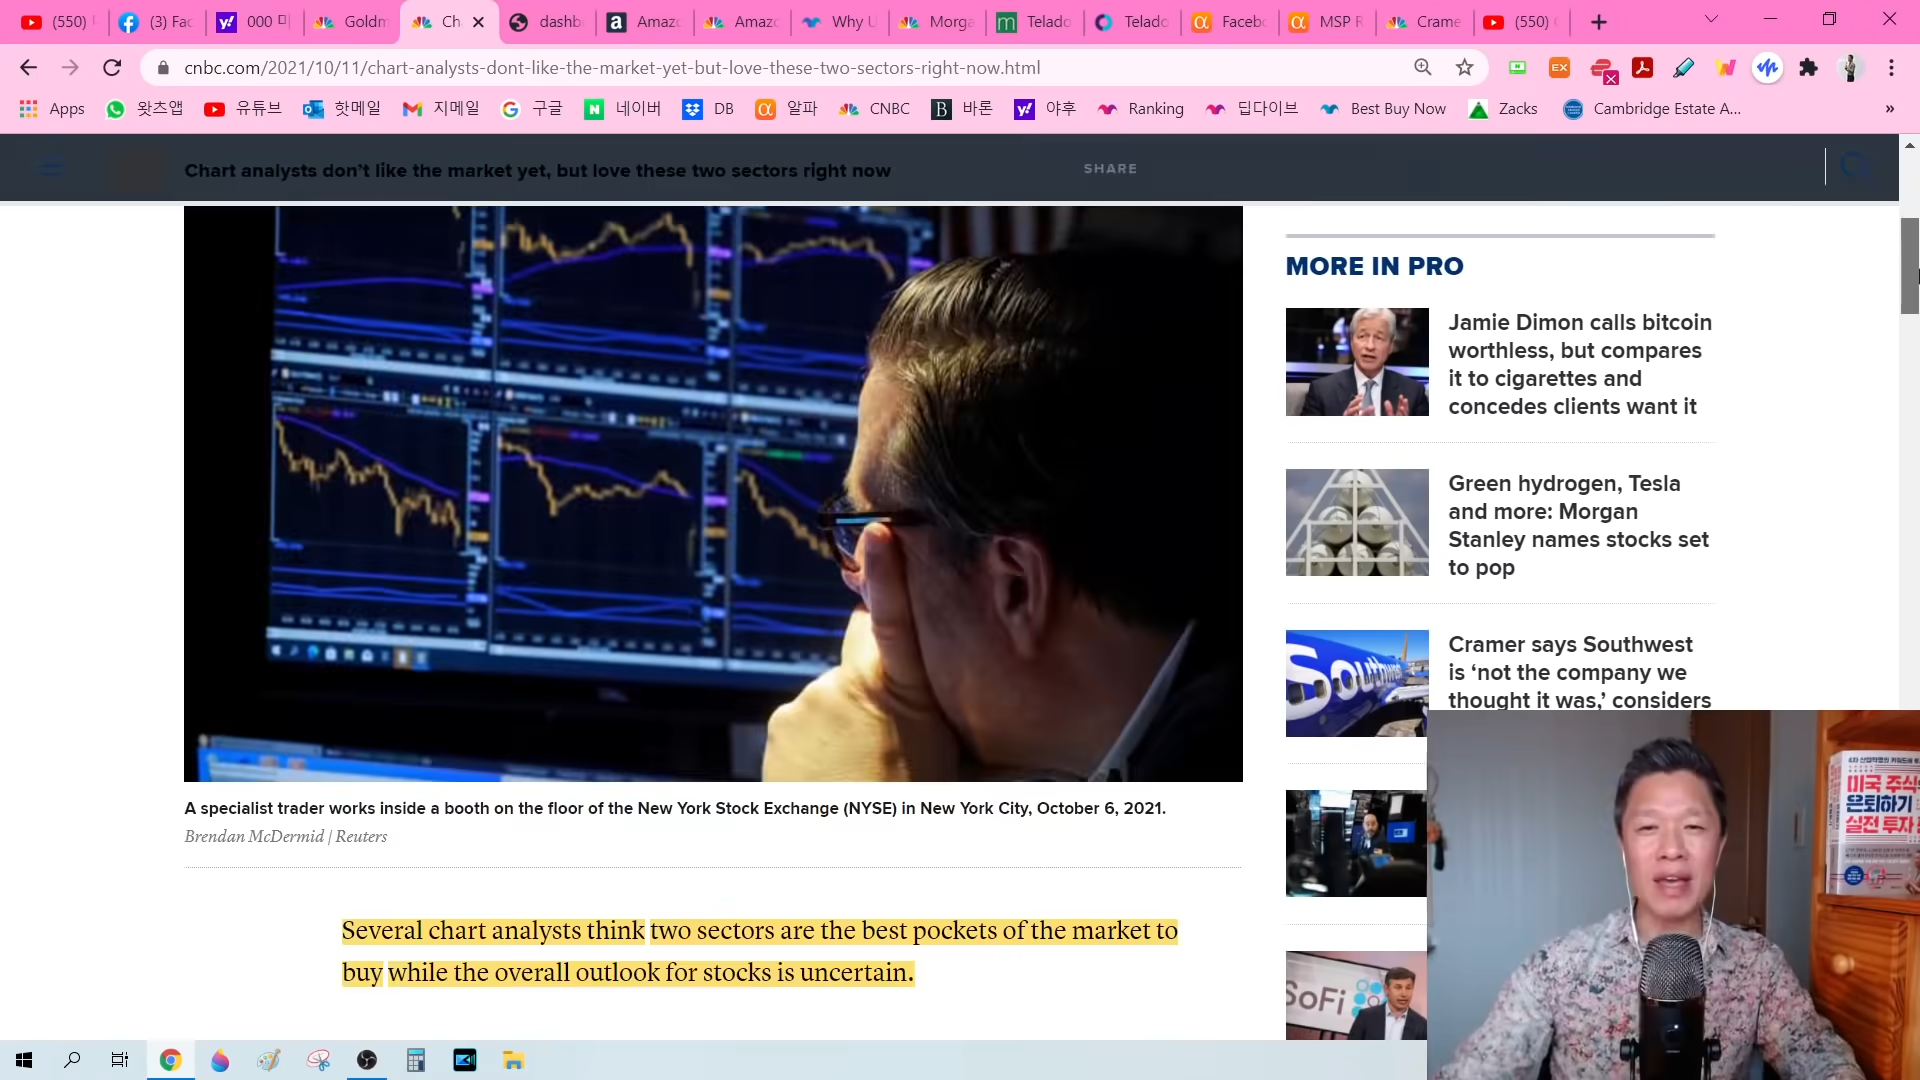 (550)
(3) Fac
000 미
Goldm
Ch
dashb
Amazo
Amazo
Why U
Morga
Telado
Telado
Facebo
MSP R
Crame
(550)
cnbc.com/2021/10/11/chart-analysts-dont-like-the-market-yet-but-love-these-two-sectors-right-now.html
Apps
왓츠앱
유튜브
핫메일
지메일
구글
네이버
DB
알파
CNBC
바론
야후
Ranking
딥다이브
Best Buy Now
Zacks
Cambridge Estate A...
»
Chart analysts don’t like the market yet, but love these two sectors right now
SHARE
A specialist trader works inside a booth on the floor of the New York Stock Exchange (NYSE) in New York City, October 6, 2021.
Brendan McDermid | Reuters
Several chart analysts think two sectors are the best pockets of the market to
buy while the overall outlook for stocks is uncertain.
MORE IN PRO
Jamie Dimon calls bitcoin
worthless, but compares
it to cigarettes and
concedes clients want it
Green hydrogen, Tesla
and more: Morgan
Stanley names stocks set
to pop
Southwest
Cramer says Southwest
is ‘not the company we
thought it was,’ considers
SoFi
미국 주식
은퇴하기
실전 투자